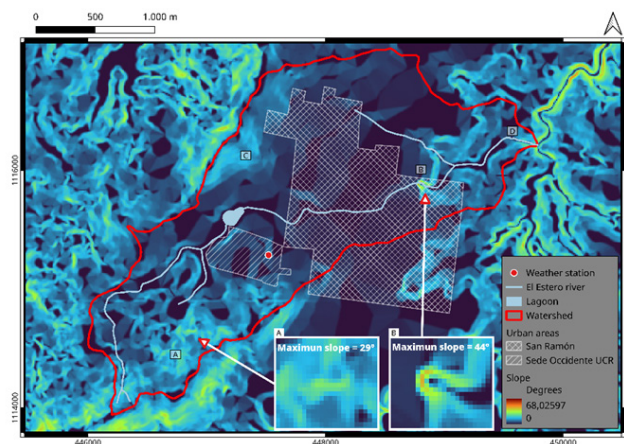 0 500 1.000 m
1116000
1114000
446000 448000 450000
C
B
D
A
A
Maximun slope = 29°
B
Maximun slope = 44°
Weather station
El Estero river
Lagoon
Watershed
Urban areas
San Ramón
Sede Occidente UCR
Slope
Degrees
68,02597
0